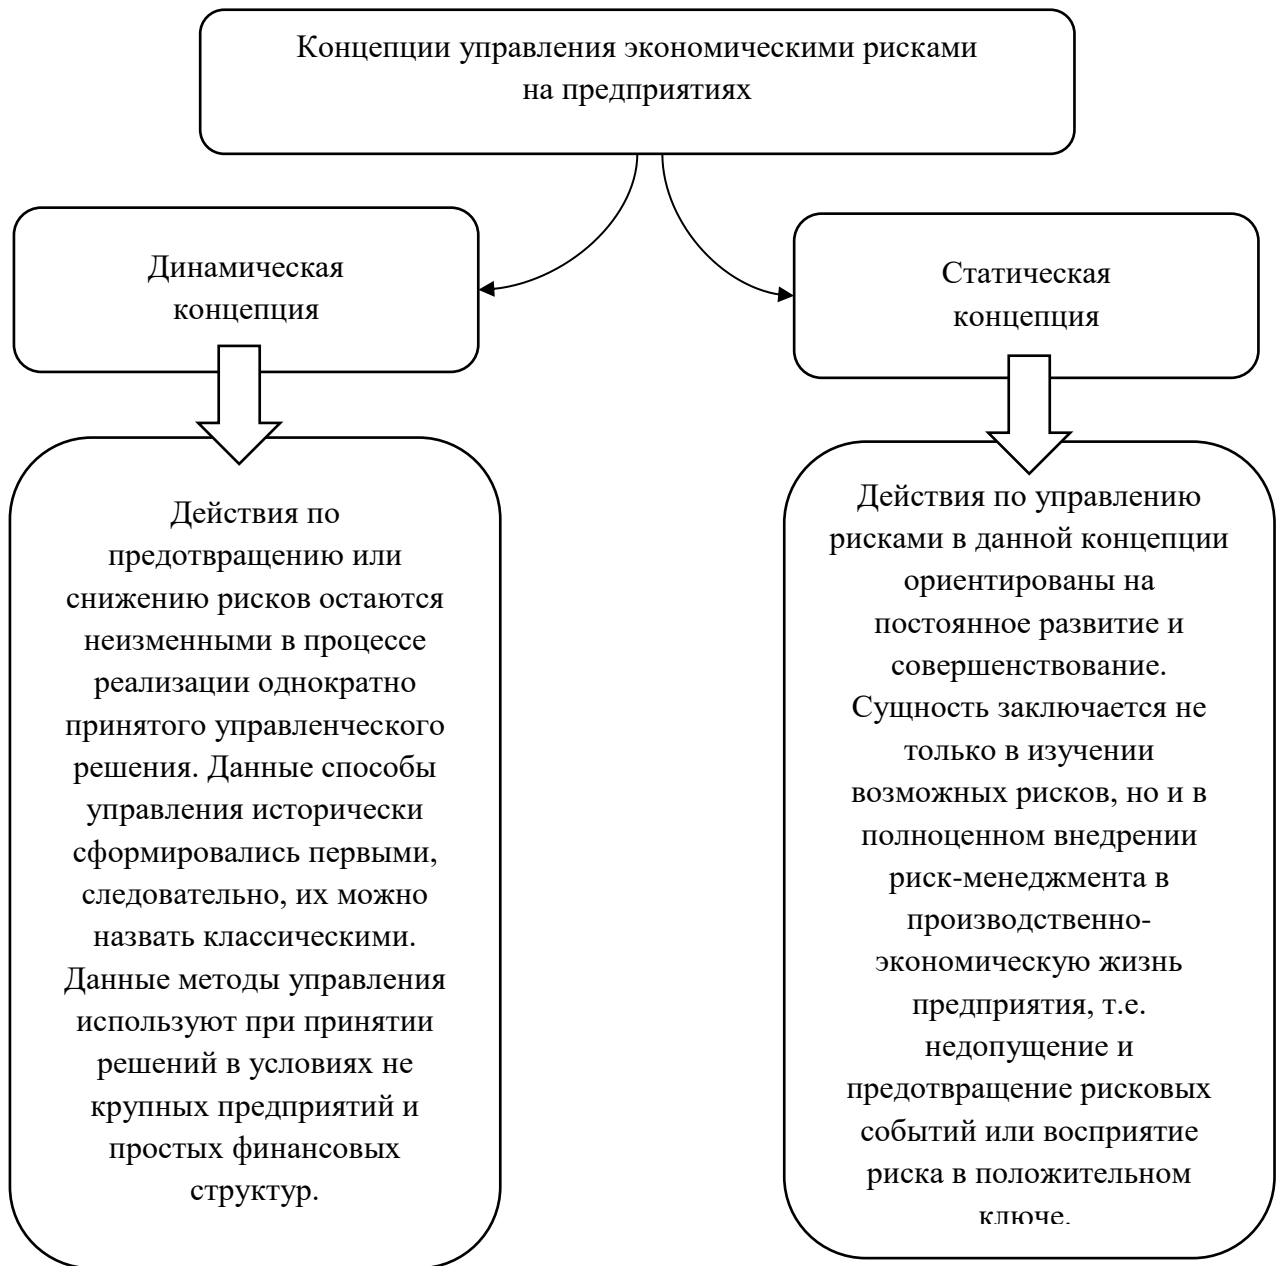 Концепции управления экономическими рисками
на предприятиях
Динамическая
концепция
Статическая
концепция
Действия по
предотвращению или
снижению рисков остаются
неизменными в процессе
реализации однократно
принятого управленческого
решения. Данные способы
управления исторически
сформировались первыми,
следовательно, их можно
назвать классическими.
Данные методы управления
используют при принятии
решений в условиях не
крупных предприятий и
простых финансовых
структур.
Действия по управлению
рисками в данной концепции
ориентированы на
постоянное развитие и
совершенствование.
Сущность заключается не
только в изучении
возможных рисков, но и в
полноценном внедрении
риск-менеджмента в
производственно-
экономическую жизнь
предприятия, т.е.
недопущение и
предотвращение рисковых
событий или восприятие
риска в положительном
ключе.